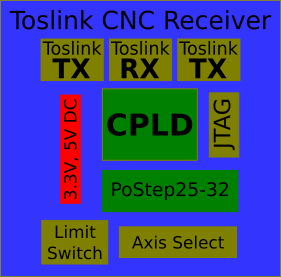 Toslink CNC Receiver
Toslink
TX
Toslink
RX
Toslink
TX
3.3V, 5V DC
CPLD
JTAG
PoStep25-32
Limit
Switch
Axis Select